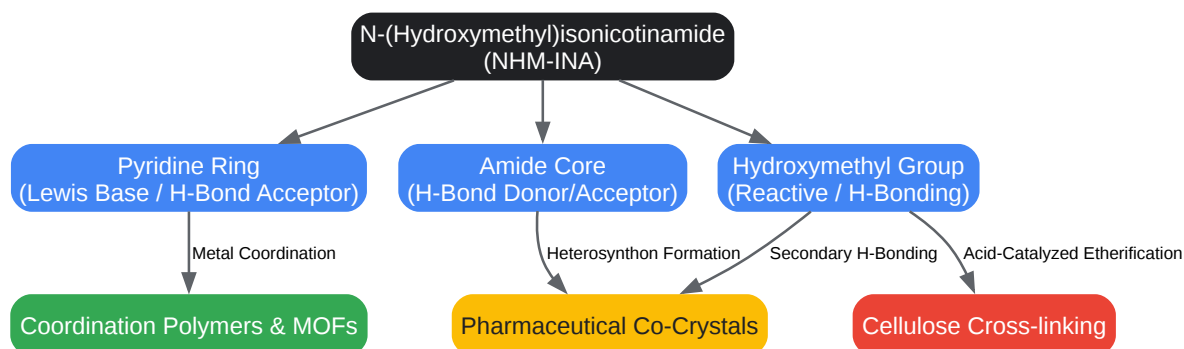 N-(Hydroxymethyl)isonicotinamide
(NHM-INA)
Pyridine Ring
(Lewis Base / H-Bond Acceptor)
Amide Core
(H-Bond Donor/Acceptor)
Hydroxymethyl Group
(Reactive / H-Bonding)
Metal Coordination
Heterosynthon Formation
Secondary H-Bonding
Acid-Catalyzed Etherification
Coordination Polymers & MOFs
Pharmaceutical Co-Crystals
Cellulose Cross-linking